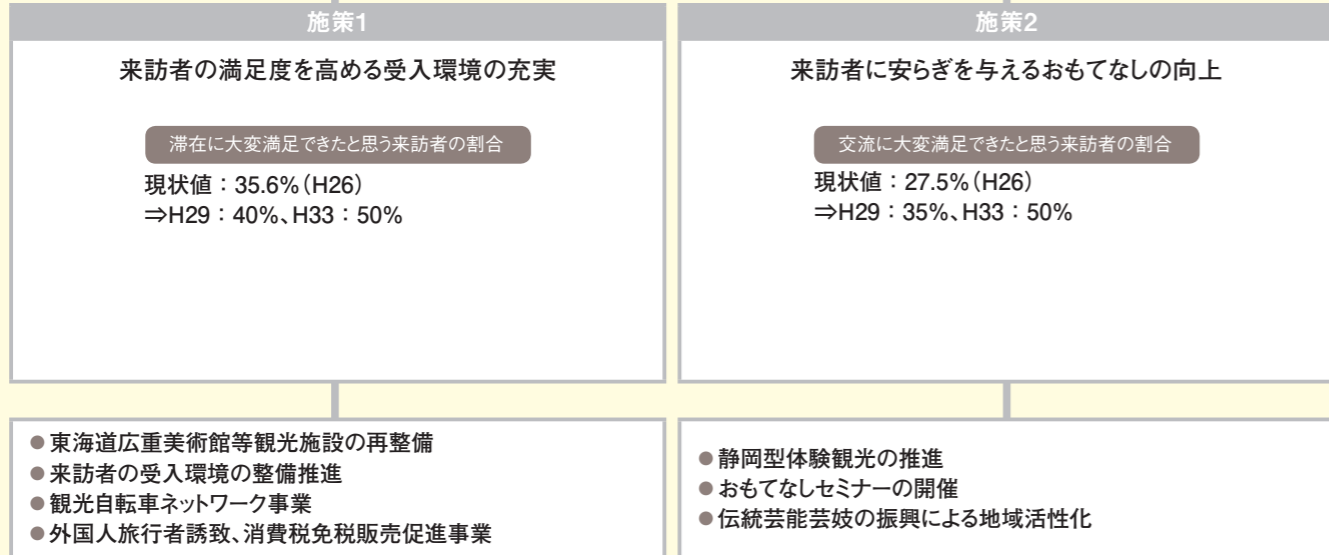 施策1
来訪者の満足度を高める受入環境の充実
滞在に大変満足できたと思う来訪者の割合
現状値：35.6%（H26）
⇒H29：40%、H33：50%
●東海道広重美術館等観光施設の再整備
●来訪者の受入環境の整備推進
●観光自転車ネットワーク事業
●外国人旅行者誘致、消費税免税販売促進事業
施策2
来訪者に安らぎを与えるおもてなしの向上
交流に大変満足できたと思う来訪者の割合
現状値：27.5%（H26）
⇒H29：35%、H33：50%
●静岡型体験観光の推進
●おもてなしセミナーの開催
●伝統芸能芸妓の振興による地域活性化